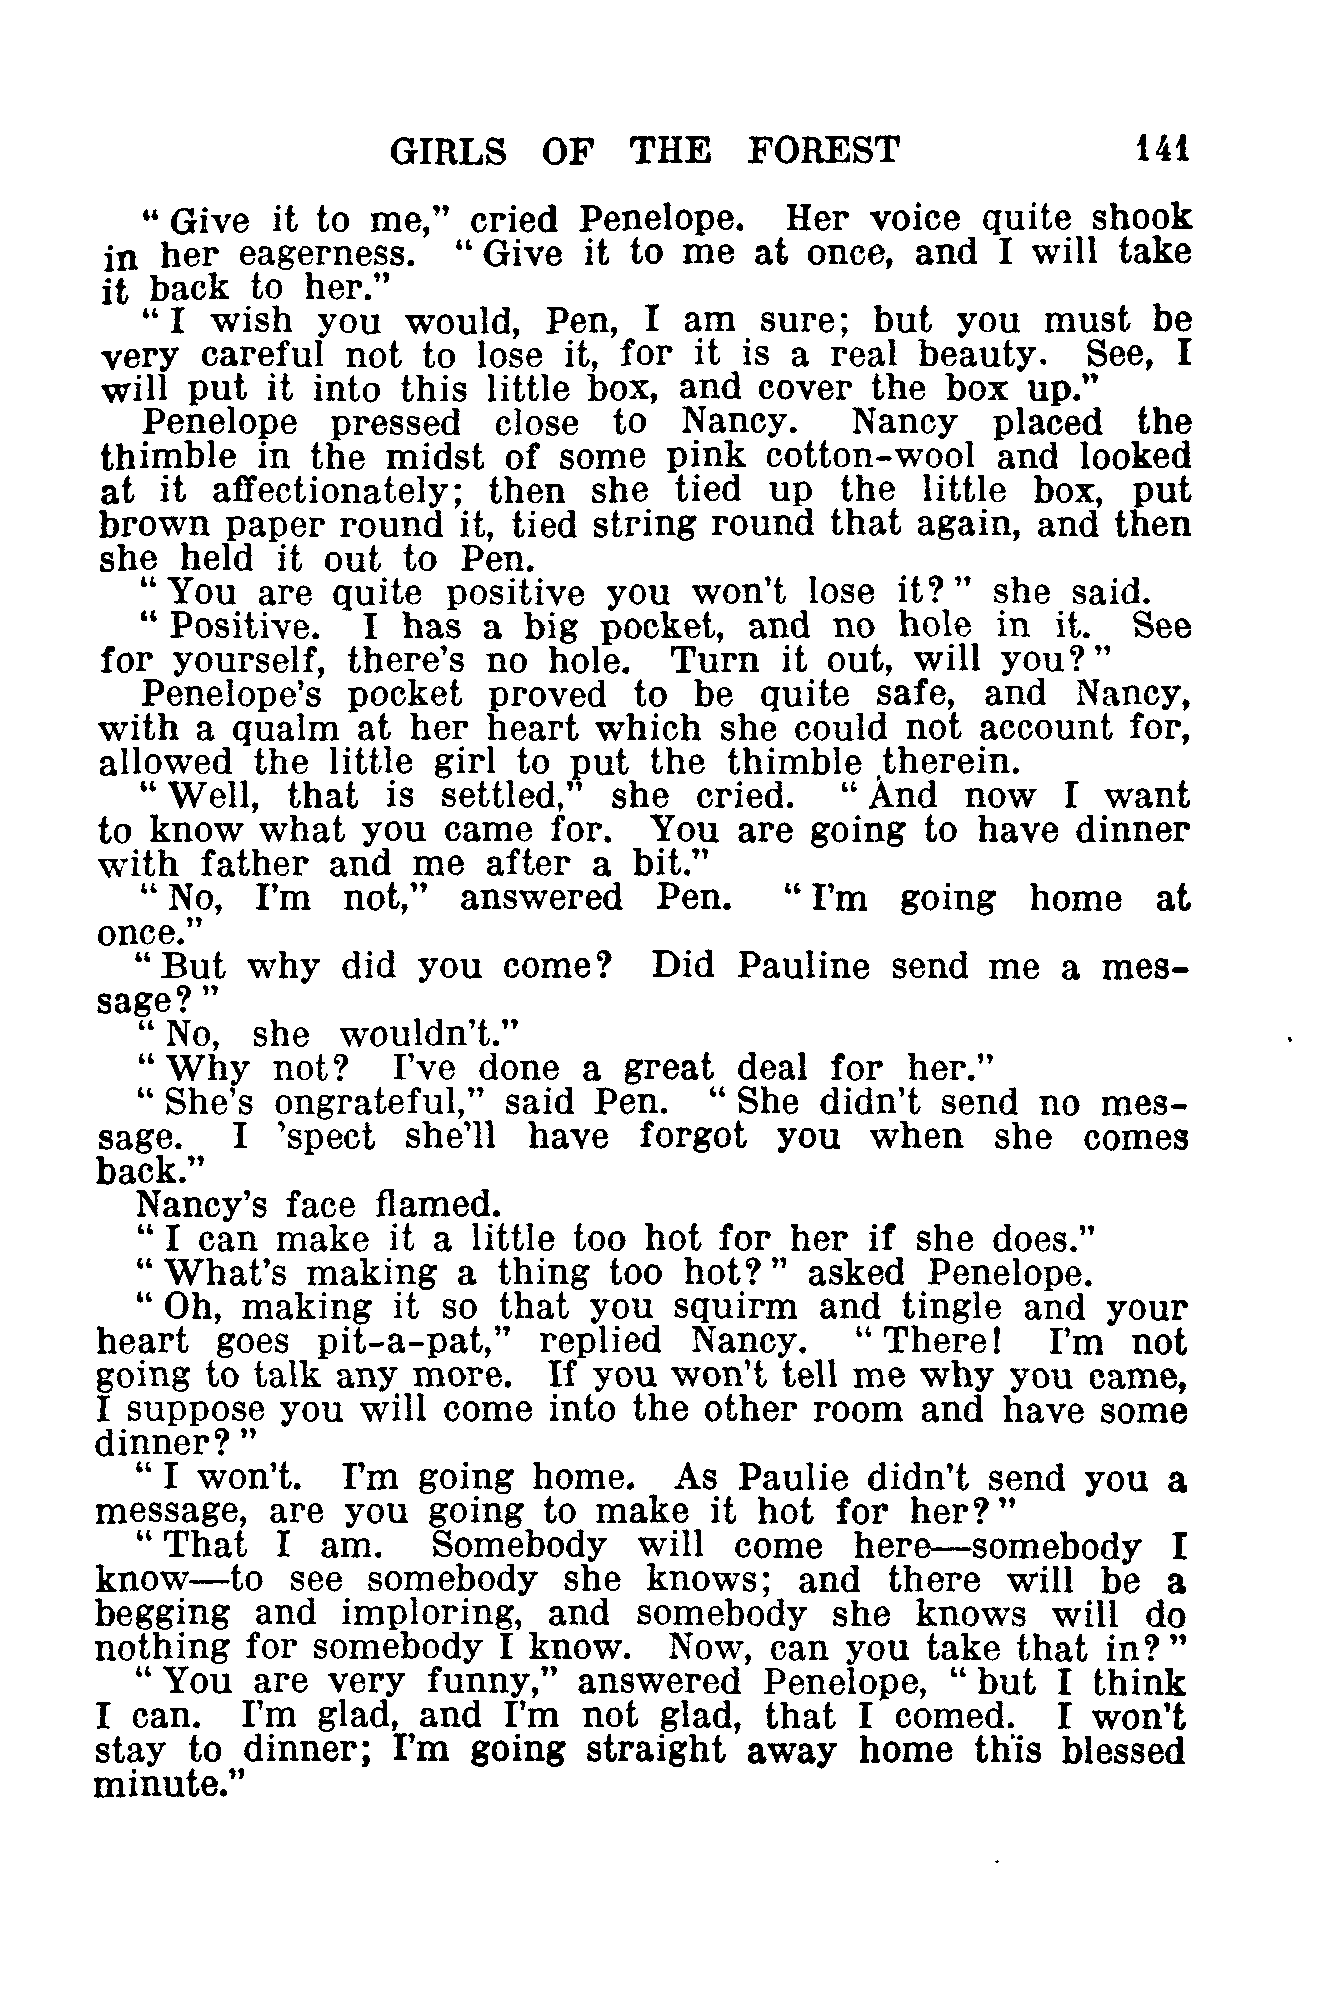 GIRLS OF THE FOREST 141
“Give it to me,” cried Penelope. Her voice quite shook
in her eagerness. “Give it to me at once, and I will take
it back to her.”
“I wish you would, Pen, I am sure; but you must be
very careful not to lose it, for it is a real beauty. See, I
will put it into this little box, and cover the box up.”
Penelope pressed close to Nancy. Nancy placed the
thimble in the midst of some pink cotton-wool and looked
at it affectionately; then she tied up the little box, put
brown paper round it, tied string round that again, and then
she held it out to Pen.
“You are quite positive you won't lose it?” she said.
“Positive. I has a big pocket, and no hole in it. See
for yourself, there's no hole. Turn it out, will you?”
Penelope's pocket proved to be quite safe, and Nancy,
with a qualm at her heart which she could not account for,
allowed the little girl to put the thimble therein.
“Well, that is settled,” she cried. “And now I want
to know what you came for. You are going to have dinner
with father and me after a bit.”
“No, I'm not,” answered Pen. “I'm going home at
once.”
“But why did you come? Did Pauline send me a mes-
sage?”
“No, she wouldn't.”
“Why not? I've done a great deal for her.”
“She's ongrateful,” said Pen. “She didn't send no mes-
sage. I 'spect she'll have forgot you when she comes
back.”
Nancy's face flamed.
“I can make it a little too hot for her if she does.”
“What's making a thing too hot?” asked Penelope.
“Oh, making it so that you squirm and tingle and your
heart goes pit-a-pat,” replied Nancy. “There! I'm not
going to talk any more. If you won't tell me why you came,
I suppose you will come into the other room and have some
dinner?”
“I won't. I'm going home. As Paulie didn't send you a
message, are you going to make it hot for her?”
“That I am. Somebody will come here—somebody I
know—to see somebody she knows; and there will be a
begging and imploring, and somebody she knows will do
nothing for somebody I know. Now, can you take that in?”
“You are very funny,” answered Penelope, “but I think
I can. I'm glad, and I'm not glad, that I comed. I won't
stay to dinner; I'm going straight away home this blessed
minute.”